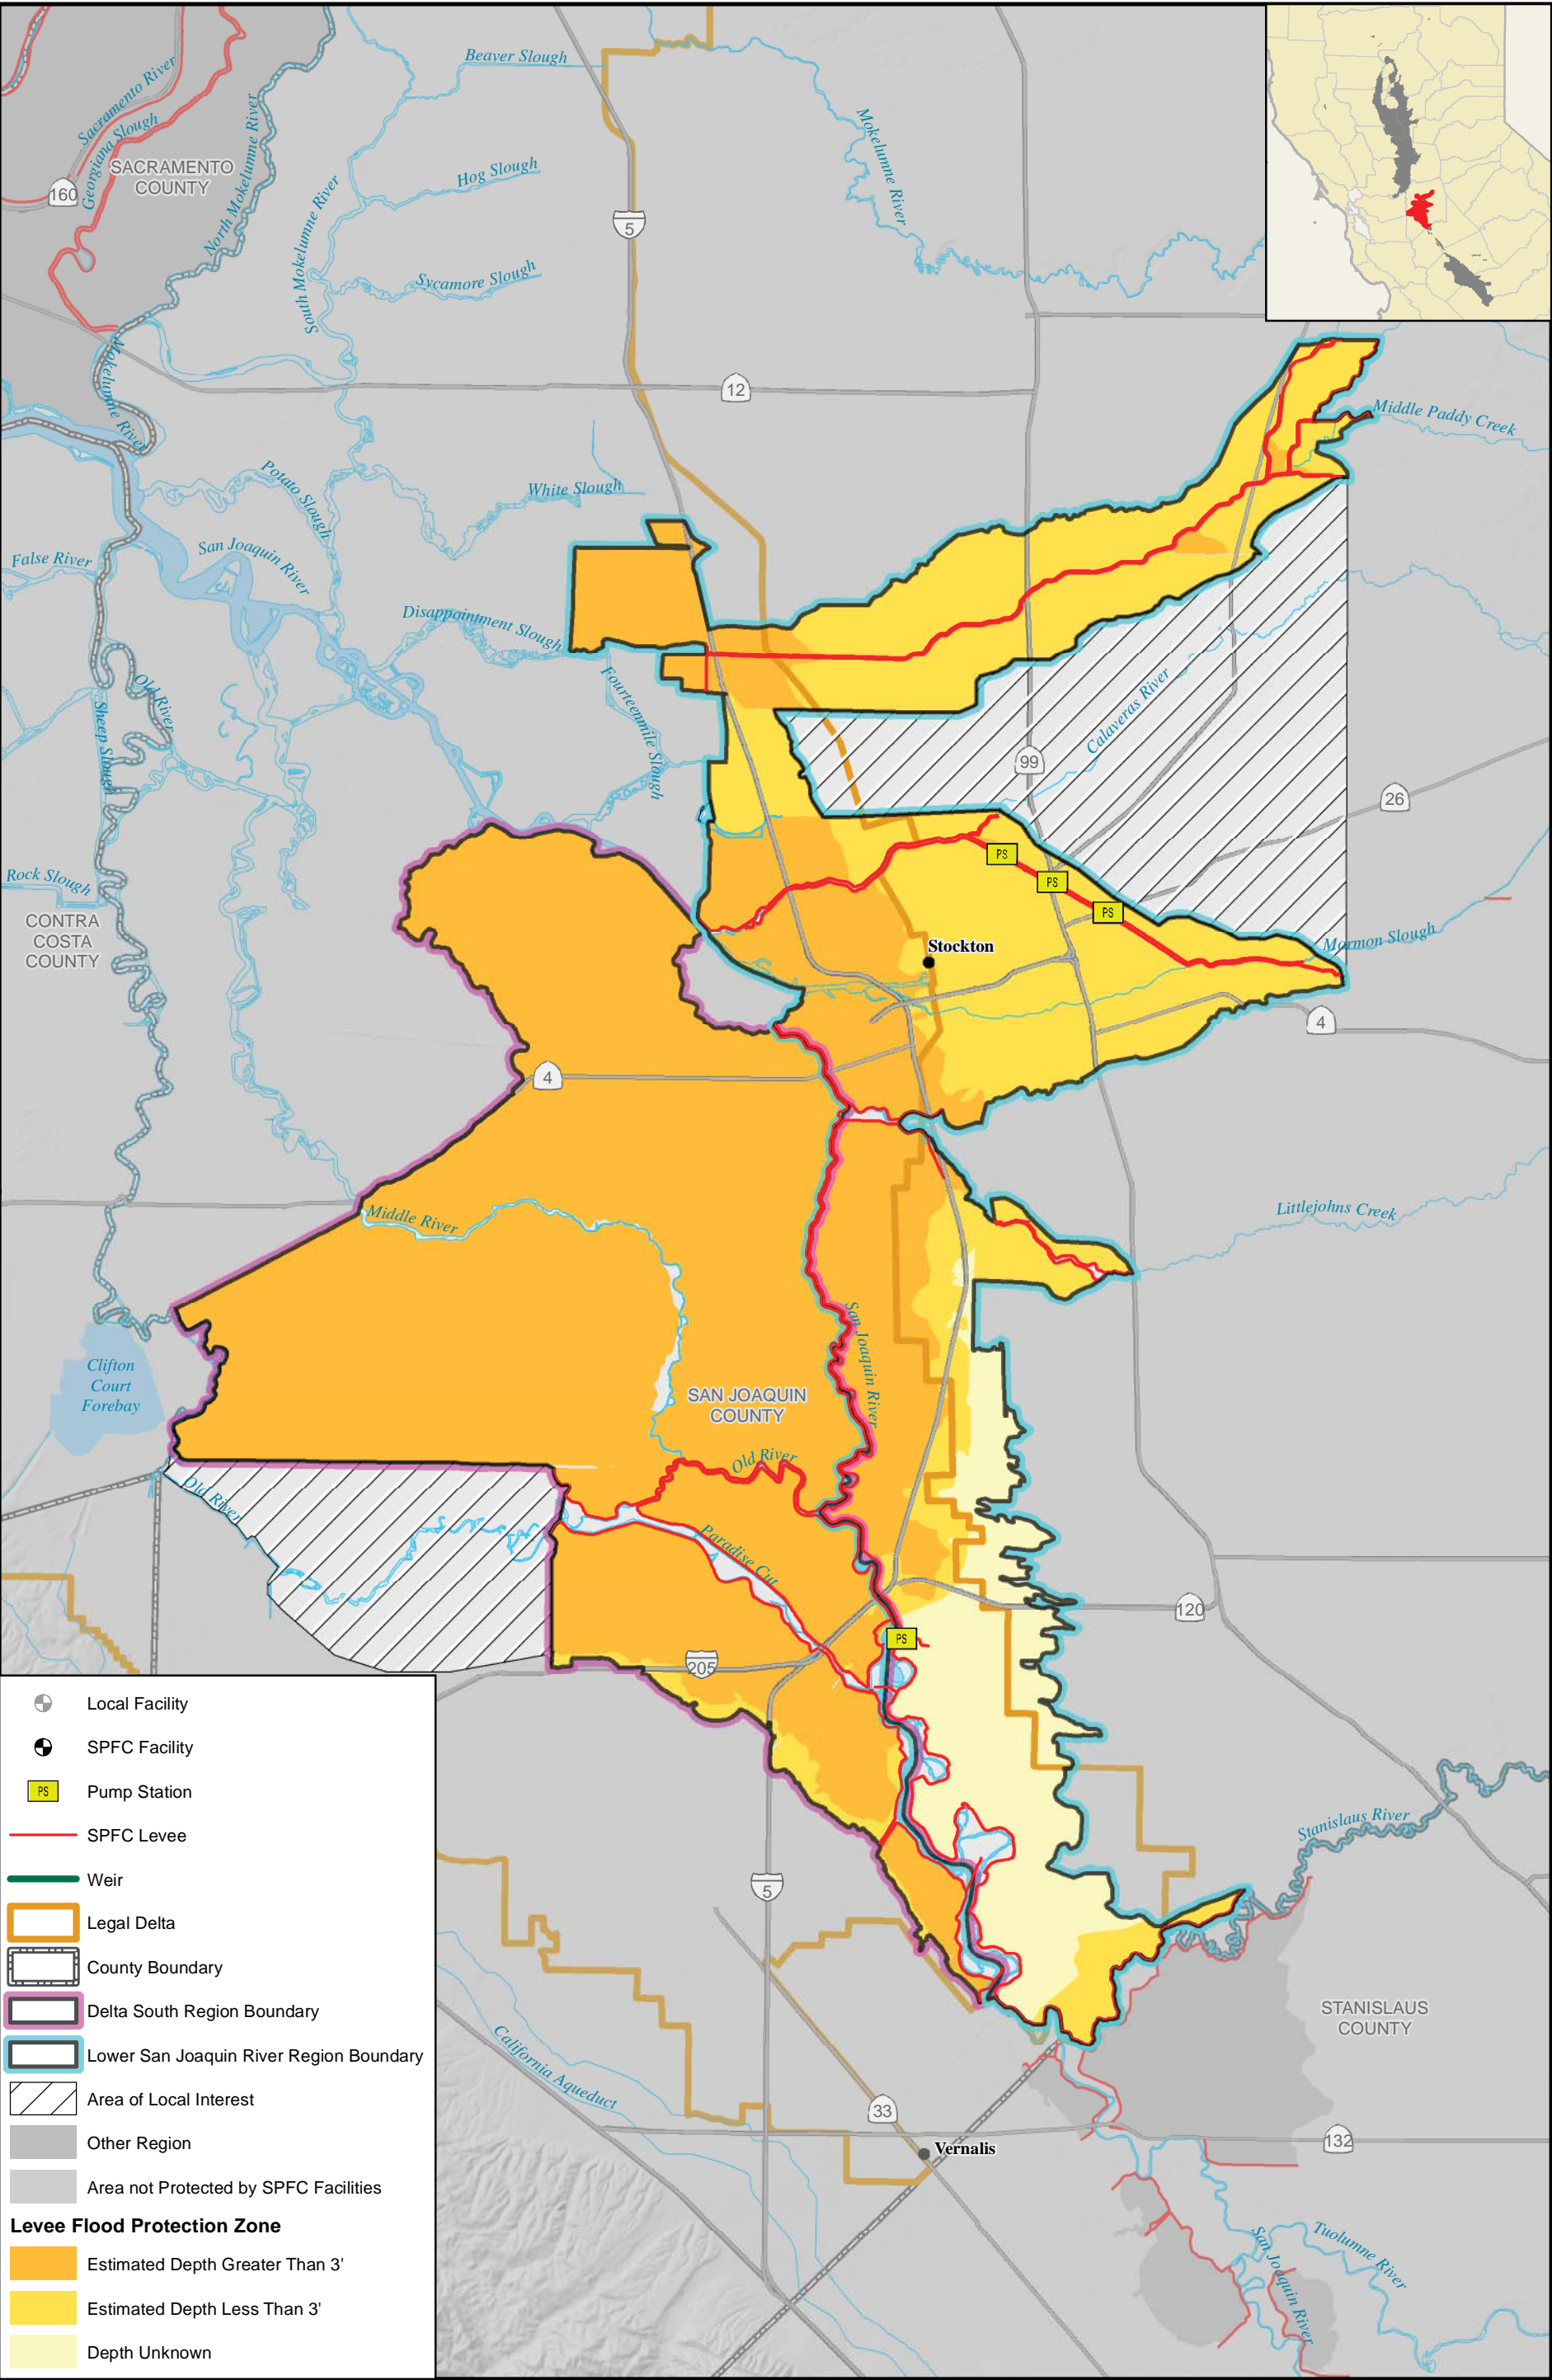 Beaver Slough
Sacramento River
Georgiana Slough
North Mokelumne River
SACRAMENTO
COUNTY
160
Mokelumne River
Hog Slough
5
South Mokelumne River
Sycamore Slough
Mokelumne River
12
Middle Paddy Creek
Potato Slough
White Slough
San Joaquin River
False River
Disappointment Slough
Fourteenmile Slough
Old River
Sheep Slough
Calaveras River
99
26
PS
PS
PS
Rock Slough
CONTRA
COSTA
COUNTY
Stockton
Mormon Slough
4
4
Middle River
Littlejohns Creek
San Joaquin River
Clifton
Court
Forebay
SAN JOAQUIN
COUNTY
Old River
Old River
Paradise Cut
120
PS
205
Stanislaus River
5
STANISLAUS
COUNTY
California Aqueduct
33
Vernalis
132
Tuolumne River
San Joaquin River
Local Facility
SPFC Facility
PS
Pump Station
SPFC Levee
Weir
Legal Delta
County Boundary
Delta South Region Boundary
Lower San Joaquin River Region Boundary
Area of Local Interest
Other Region
Area not Protected by SPFC Facilities
Levee Flood Protection Zone
Estimated Depth Greater Than 3'
Estimated Depth Less Than 3'
Depth Unknown